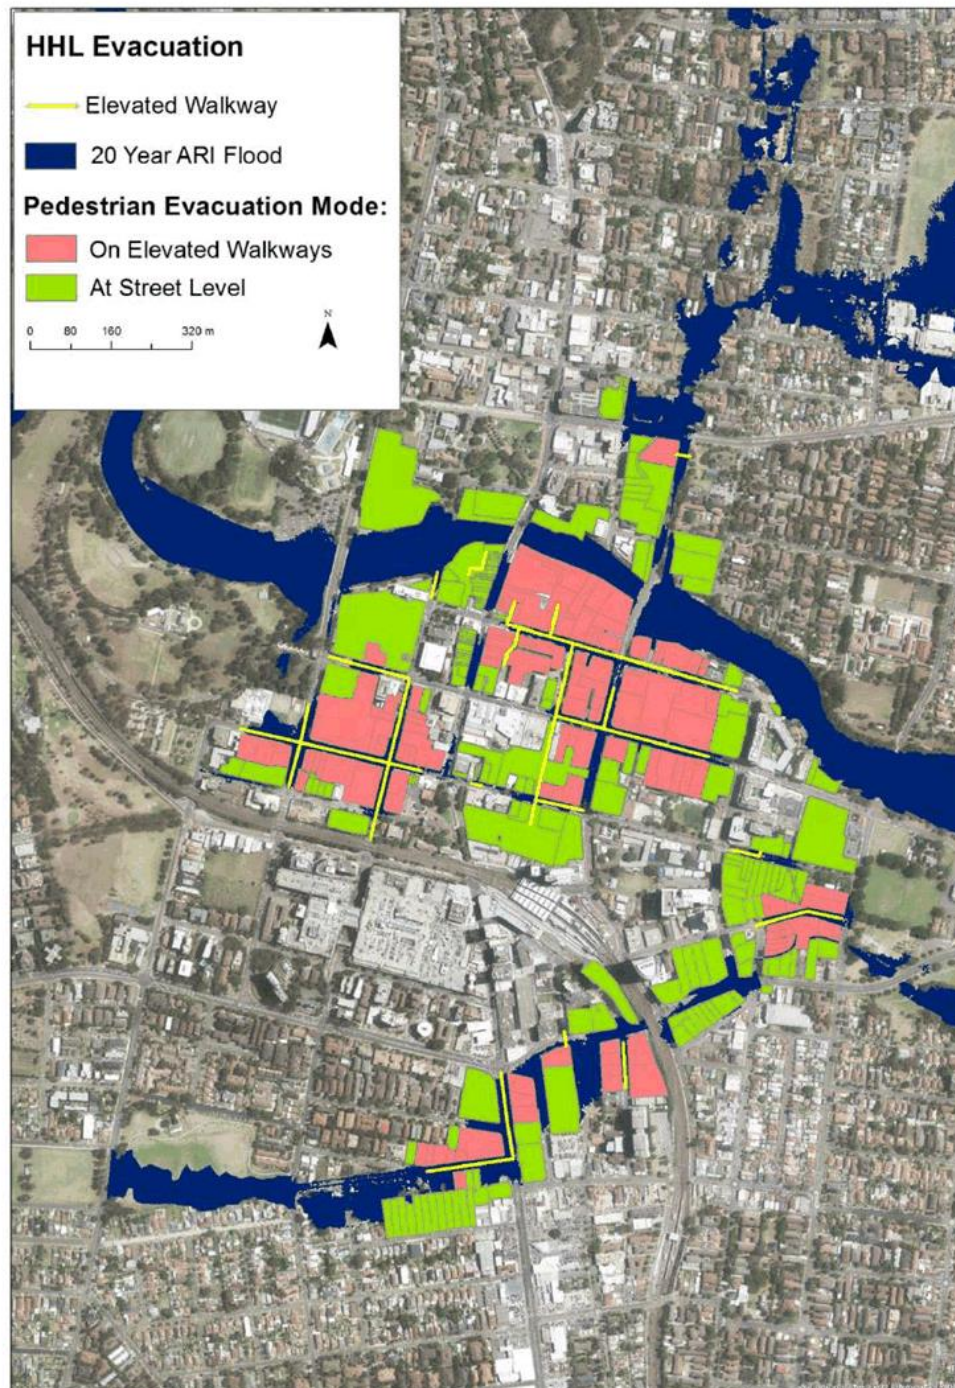 HHL Evacuation
Elevated Walkway
20 Year ARI Flood
Pedestrian Evacuation Mode:
On Elevated Walkways
At Street Level
0 80 160 320 m
N